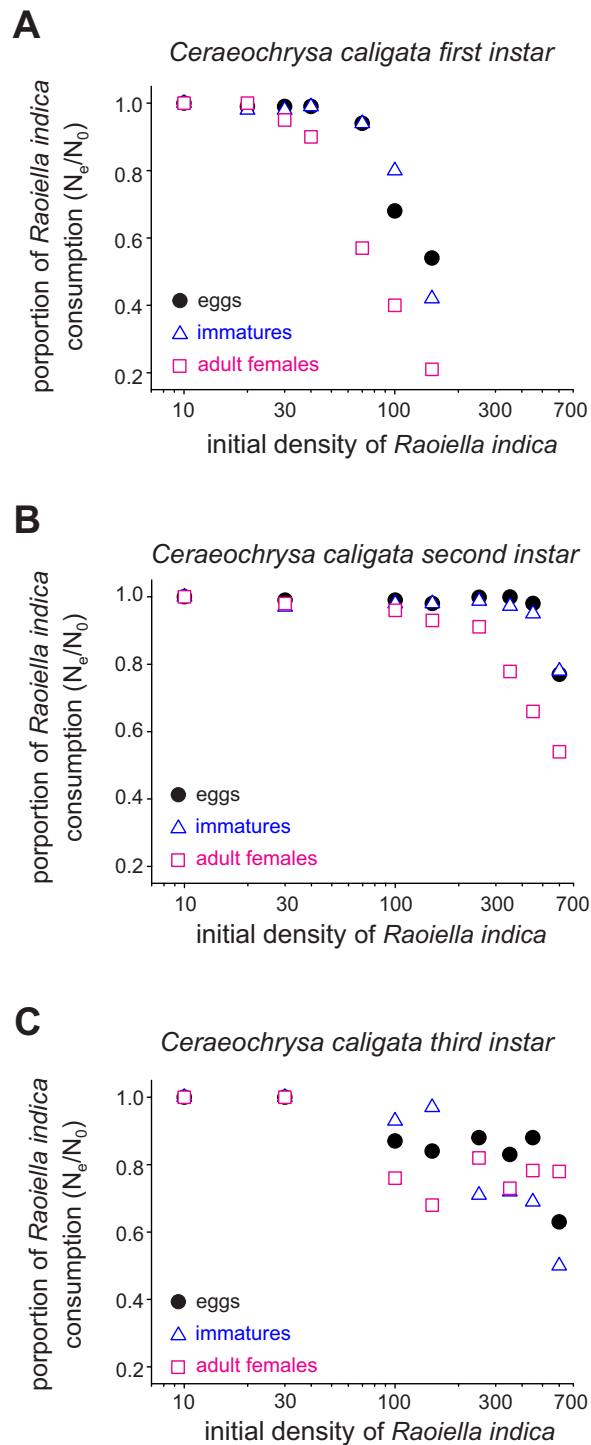 A
Ceraeochrysa caligata first instar
porportion of Raoiella indica
consumption (Ne/N0)
1.0
0.8
0.6
0.4
0.2
eggs
immatures
adult females
10
30
100
300
700
initial density of Raoiella indica
B
Ceraeochrysa caligata second instar
porportion of Raoiella indica
consumption (Ne/N0)
1.0
0.8
0.6
0.4
0.2
eggs
immatures
adult females
10
30
100
300
700
initial density of Raoiella indica
C
Ceraeochrysa caligata third instar
porportion of Raoiella indica
consumption (Ne/N0)
1.0
0.8
0.6
0.4
0.2
eggs
immatures
adult females
10
30
100
300
700
initial density of Raoiella indica